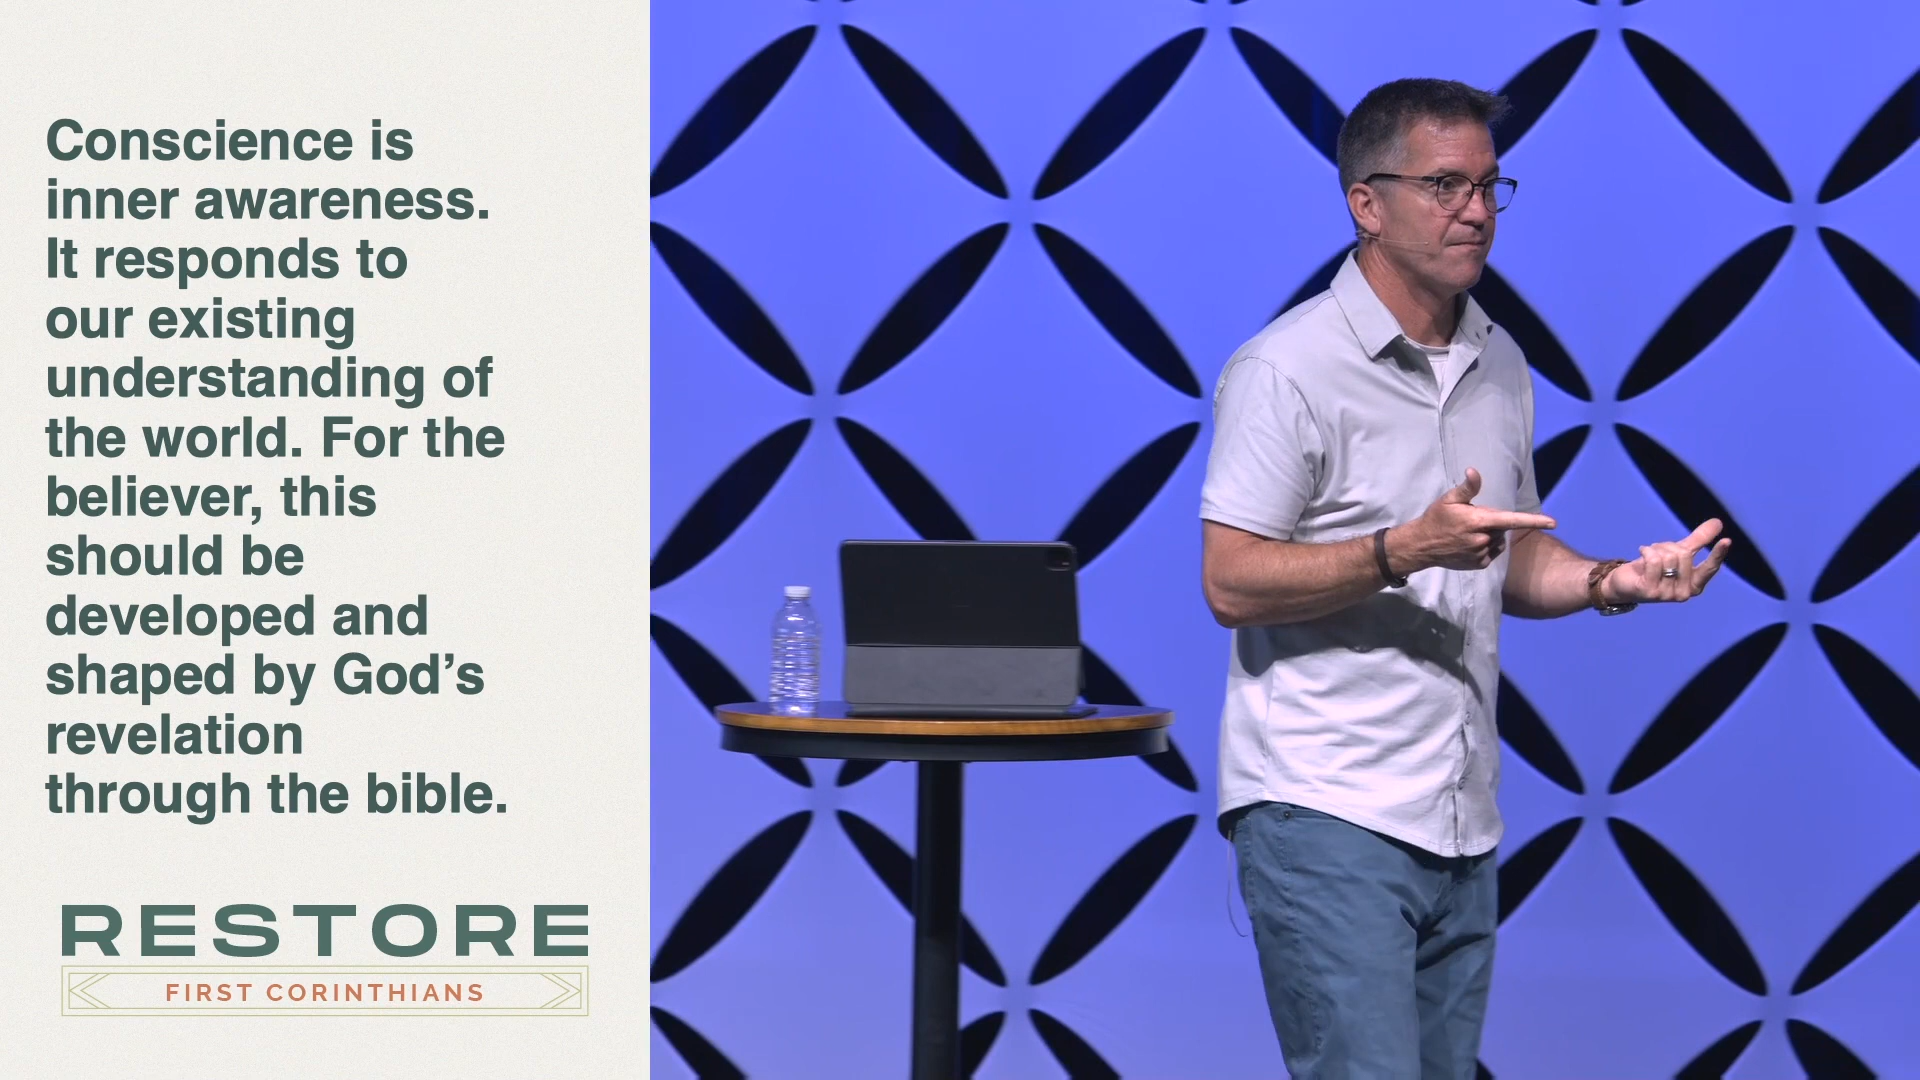 Conscience is
inner awareness.
It responds to
our existing
understanding of
the world. For the
believer, this
should be
developed and
shaped by God’s
revelation
through the bible.
RESTORE
FIRST CORINTHIANS